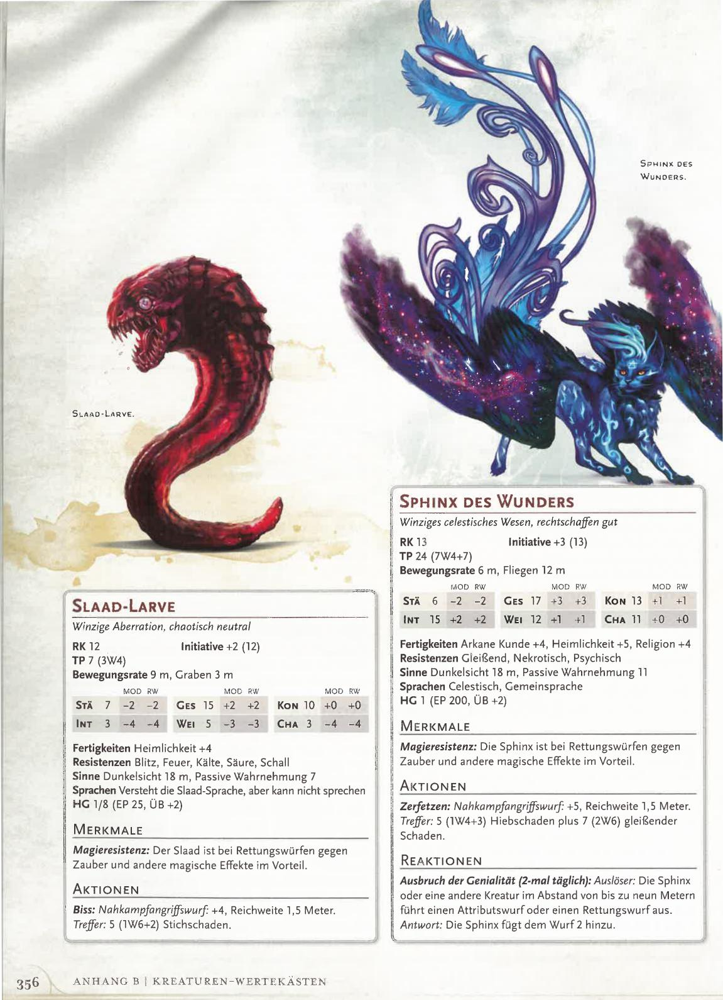 SPHINX DES
WUNDERS.
SLAAD-LARVE.
SLAAD-LARVE
Winzige Aberration, chaotisch neutral
RK 12 Initiative +2 (12)
TP 7 (3W4)
Bewegungsrate 9 m, Graben 3 m
MOD RW MOD RW MOD RW
STÄ 7 −2 −2 GES 15 +2 +2 KON 10 +0 +0
INT 3 −4 −4 WEI 5 −3 −3 CHA 3 −4 −4
Fertigkeiten Heimlichkeit +4
Resistenzen Blitz, Feuer, Kälte, Säure, Schall
Sinne Dunkelsicht 18 m, Passive Wahrnehmung 7
Sprachen Versteht die Slaad-Sprache, aber kann nicht sprechen
HG 1/8 (EP 25, ÜB +2)
MERKMALE
Magieresistenz: Der Slaad ist bei Rettungswürfen gegen
Zauber und andere magische Effekte im Vorteil.
AKTIONEN
Biss: Nahkampfangriffswurf: +4, Reichweite 1,5 Meter.
Treffer: 5 (1W6+2) Stichschaden.
SPHINX DES WUNDERS
Winziges celestisches Wesen, rechtschaffen gut
RK 13 Initiative +3 (13)
TP 24 (7W4+7)
Bewegungsrate 6 m, Fliegen 12 m
MOD RW MOD RW MOD RW
STÄ 6 −2 −2 GES 17 +3 +3 KON 13 +1 +1
INT 15 +2 +2 WEI 12 +1 +1 CHA 11 +0 +0
Fertigkeiten Arkane Kunde +4, Heimlichkeit +5, Religion +4
Resistenzen Gleißend, Nekrotisch, Psychisch
Sinne Dunkelsicht 18 m, Passive Wahrnehmung 11
Sprachen Celestisch, Gemeinsprache
HG 1 (EP 200, ÜB +2)
MERKMALE
Magieresistenz: Die Sphinx ist bei Rettungswürfen gegen
Zauber und andere magische Effekte im Vorteil.
AKTIONEN
Zerfetzen: Nahkampfangriffswurf: +5, Reichweite 1,5 Meter.
Treffer: 5 (1W4+3) Hiebschaden plus 7 (2W6) gleißender
Schaden.
REAKTIONEN
Ausbruch der Genialität (2-mal täglich): Auslöser: Die Sphinx
oder eine andere Kreatur im Abstand von bis zu neun Metern
führt einen Attributswurf oder einen Rettungswurf aus.
Antwort: Die Sphinx fügt dem Wurf 2 hinzu.
356 ANHANG B | KREATUREN-WERTEKÄSTEN